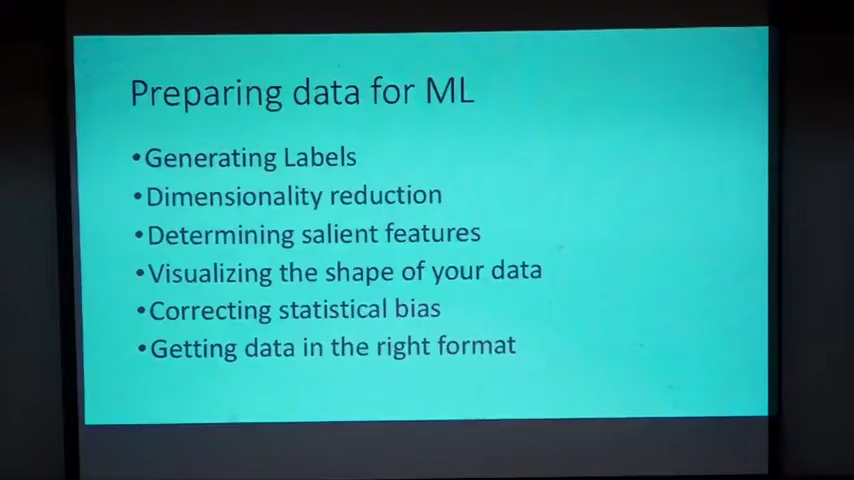 Preparing data for ML
•Generating Labels
•Dimensionality reduction
•Determining salient features
•Visualizing the shape of your data
•Correcting statistical bias
•Getting data in the right format